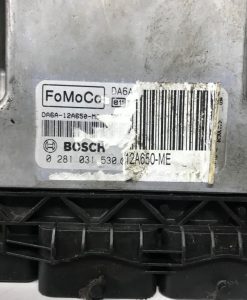 FoMoCo DA6A
DA6A-12A650-M
BOSCH
0 281 031 530
12A650-ME